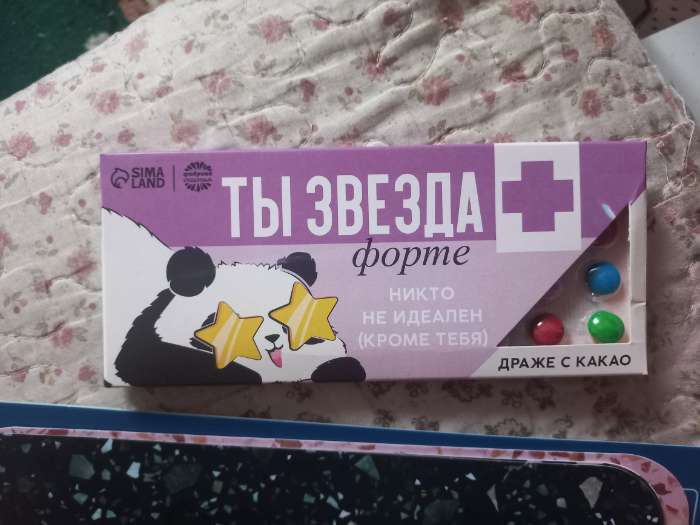 SIMA
LAND
ТЫ ЗВЕЗДА
форте
НИКТО
НЕ ИДЕАЛЕН
(КРОМЕ ТЕБЯ)
ДРАЖЕ С КАКАО